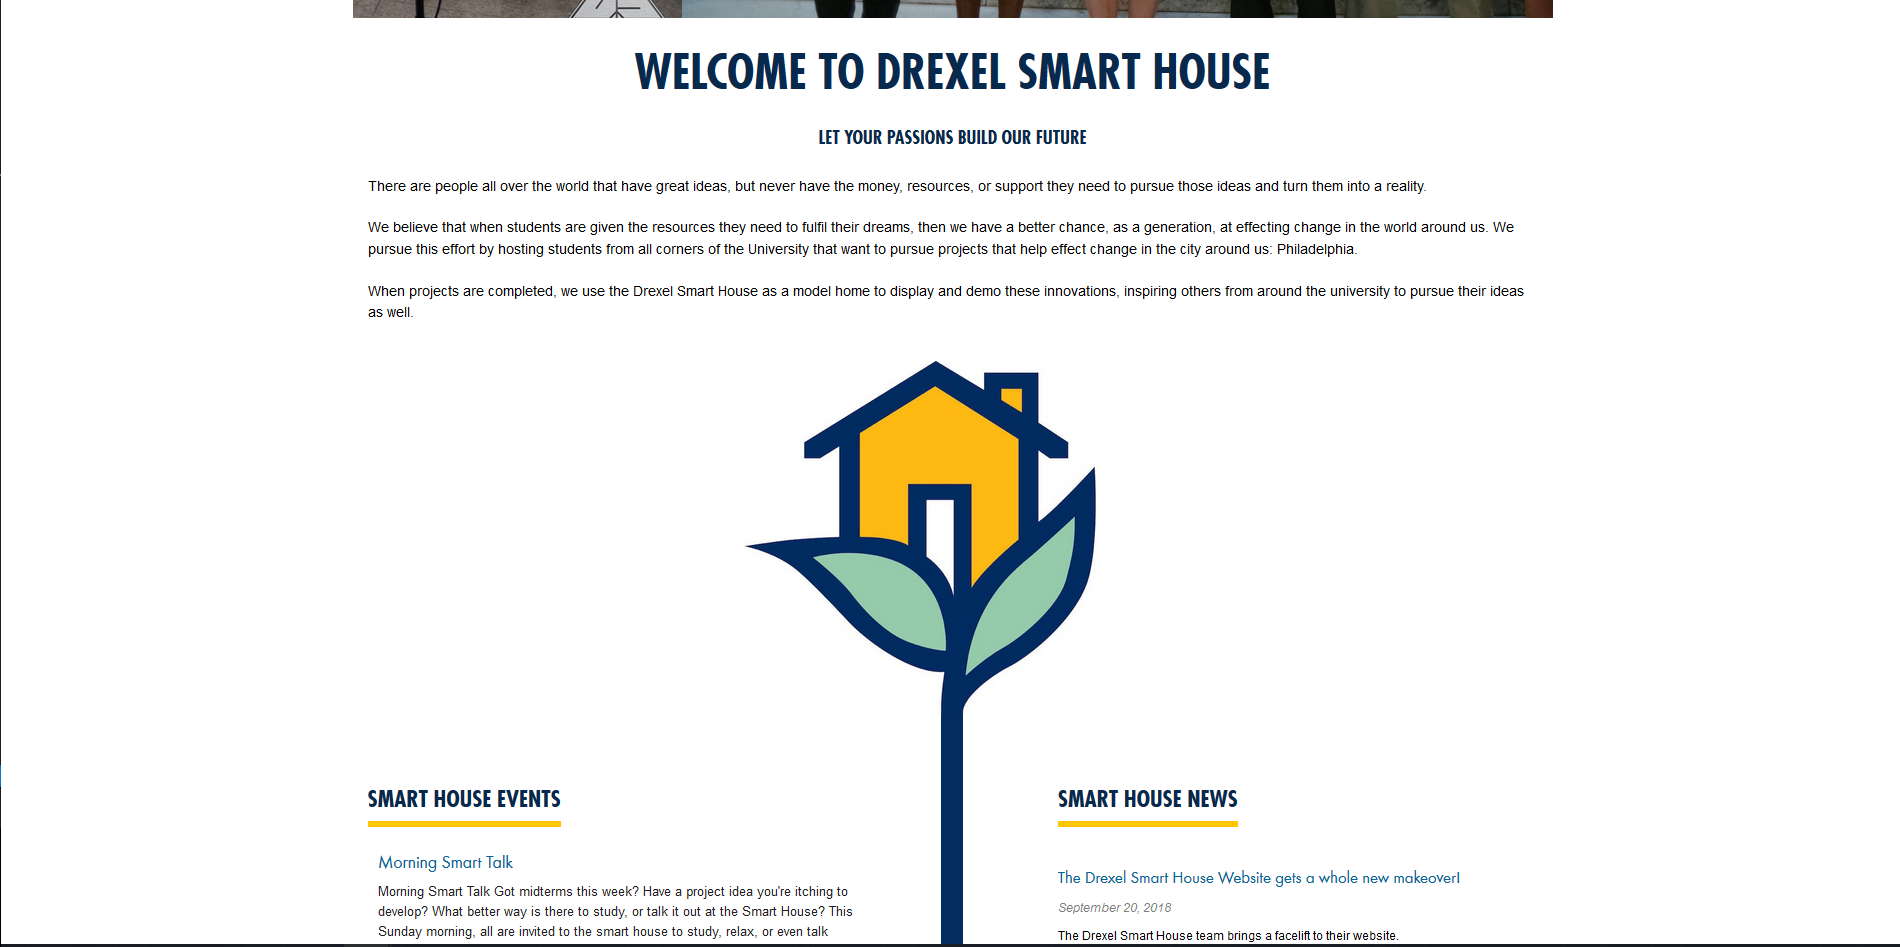 WELCOME TO DREXEL SMART HOUSE
LET YOUR PASSIONS BUILD OUR FUTURE
There are people all over the world that have great ideas, but never have the money, resources, or support they need to pursue those ideas and turn them into a reality.
We believe that when students are given the resources they need to fulfil their dreams, then we have a better chance, as a generation, at effecting change in the world around us. We
pursue this effort by hosting students from all corners of the University that want to pursue projects that help effect change in the city around us: Philadelphia.
When projects are completed, we use the Drexel Smart House as a model home to display and demo these innovations, inspiring others from around the university to pursue their ideas
as well.
SMART HOUSE EVENTS
Morning Smart Talk
Morning Smart Talk Got midterms this week? Have a project idea you're itching to
develop? What better way is there to study, or talk it out at the Smart House? This
Sunday morning, all are invited to the smart house to study, relax, or even talk
SMART HOUSE NEWS
The Drexel Smart House Website gets a whole new makeover!
September 20, 2018
The Drexel Smart House team brings a facelift to their website.